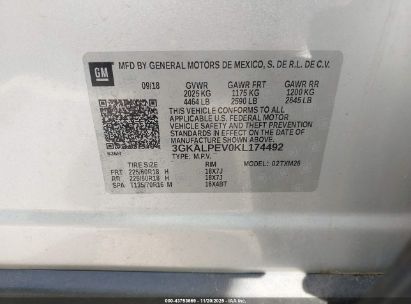 GM
MFD BY GENERAL MOTORS DE MEXICO, S. DE R.L. DE C.V.
09/18 GVWR GAWR FRT GAWR RR
2025 KG 1175 KG 1200 KG
4464 LB 2590 LB 2645 LB
THIS VEHICLE CONFORMS TO ALL
APPLICABLE U.S. FEDERAL MOTOR
VEHICLE SAFETY AND THEFT
PREVENTION STANDARDS IN EFFECT
ON THE DATE OF MANUFACTURE
SHOWN ABOVE.
3GKALPEV0KL174492
TYPE: M.P.V. MODEL: 02TXM26
TIRE SIZE RIM
FRT 225/60R18 H 18X7J
RR 225/60R18 H 18X7J
SPA T135/70R16 M 16X4BT